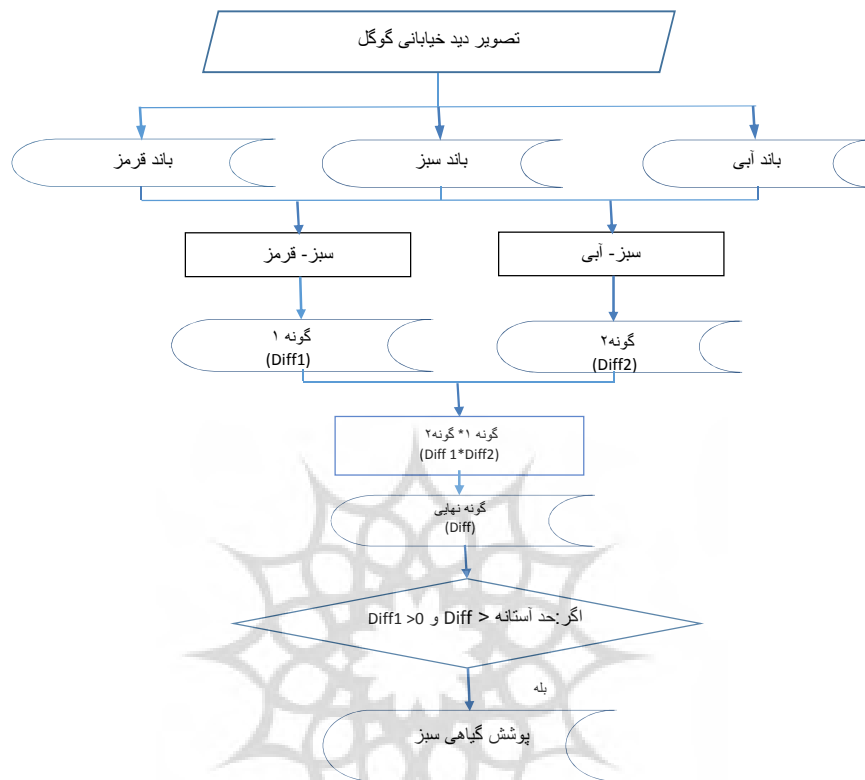 تصویر دید خیابانی گوگل
باند آبی
باند سبز
باند قرمز
سبز- آبی
سبز- قرمز
گونه۲
(Diff2)
گونه ۱
(Diff1)
گونه ۱* گونه۲
(Diff 1*Diff2)
گونه نهایی
(Diff)
اگر:حد آستانه < Diff و Diff1 >0
بله
پوشش گیاهی سبز